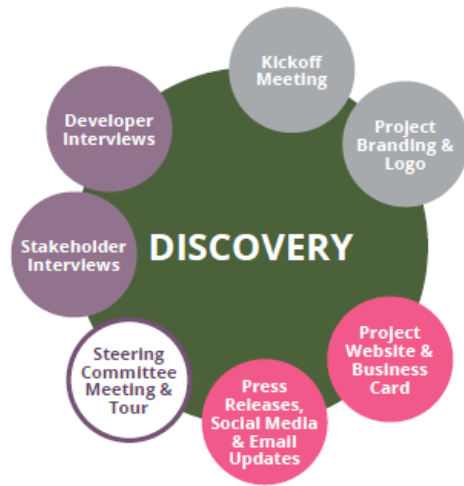 Kickoff
Meeting
Project
Branding &
Logo
Project
Website &
Business
Card
Press
Releases,
Social Media
& Email
Updates
Steering
Committee
Meeting &
Tour
Stakeholder
Interviews
Developer
Interviews
DISCOVERY